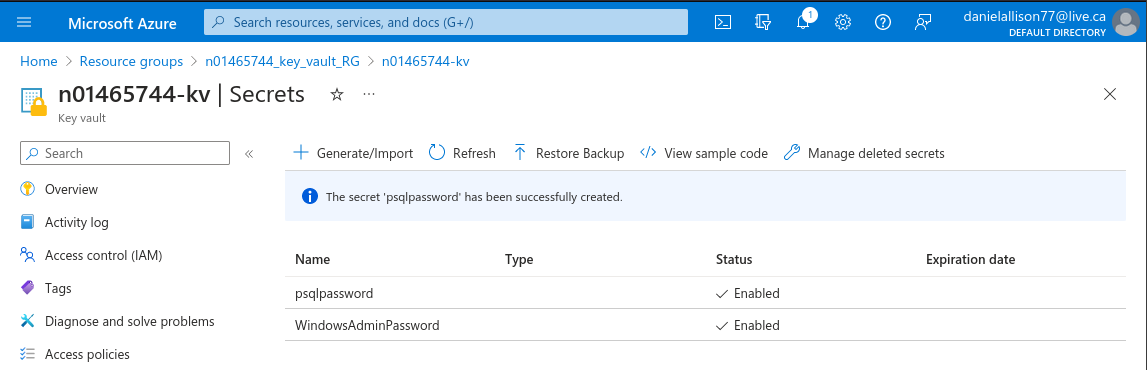 Microsoft Azure
Search resources, services, and docs (G+/)
1
danielallison77@live.ca
DEFAULT DIRECTORY
Home > Resource groups > n01465744_key_vault_RG > n01465744-kv
n01465744-kv | Secrets
Key vault
Search
Generate/Import Refresh Restore Backup View sample code Manage deleted secrets
The secret 'psqlpassword' has been successfully created.
Overview
Activity log
Access control (IAM)
Tags
Diagnose and solve problems
Access policies
Name Type Status Expiration date
psqlpassword Enabled
WindowsAdminPassword Enabled